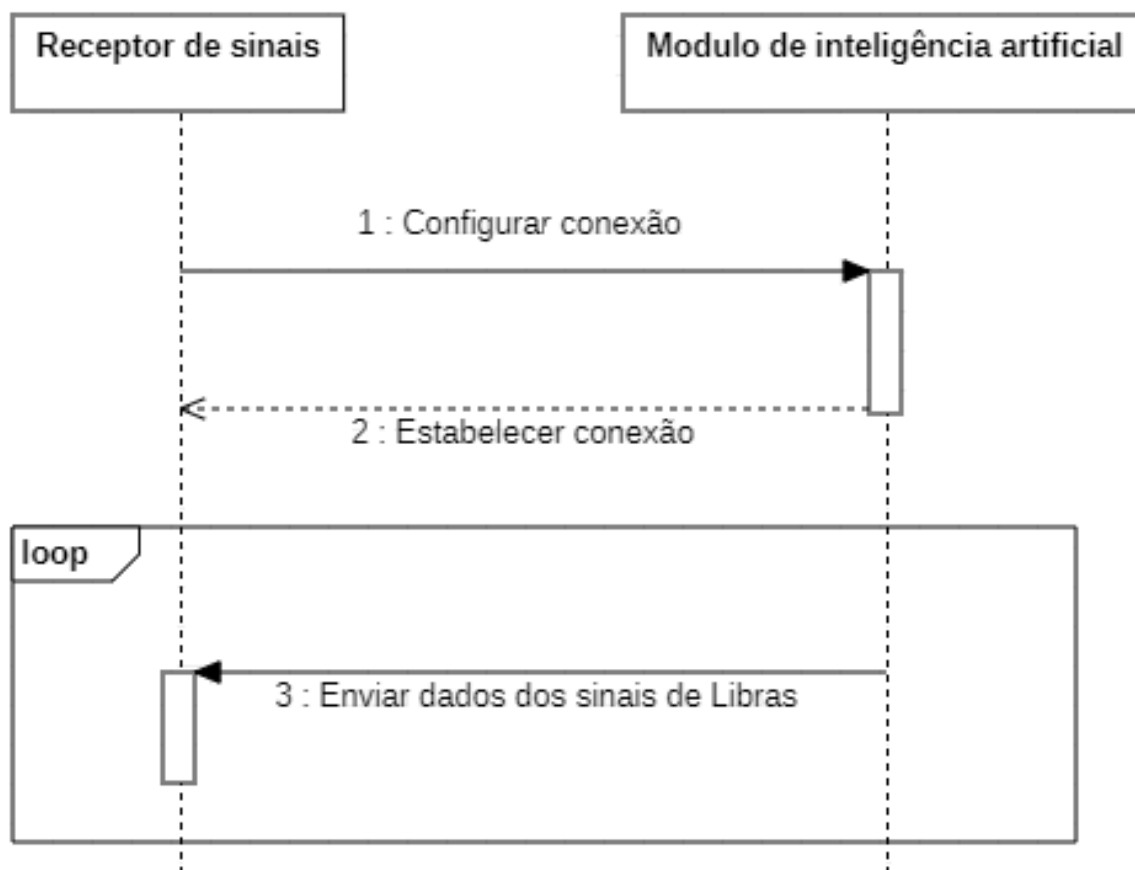 Receptor de sinais
Modulo de inteligência artificial
1 : Configurar conexão
2 : Estabelecer conexão
loop
3 : Enviar dados dos sinais de Libras